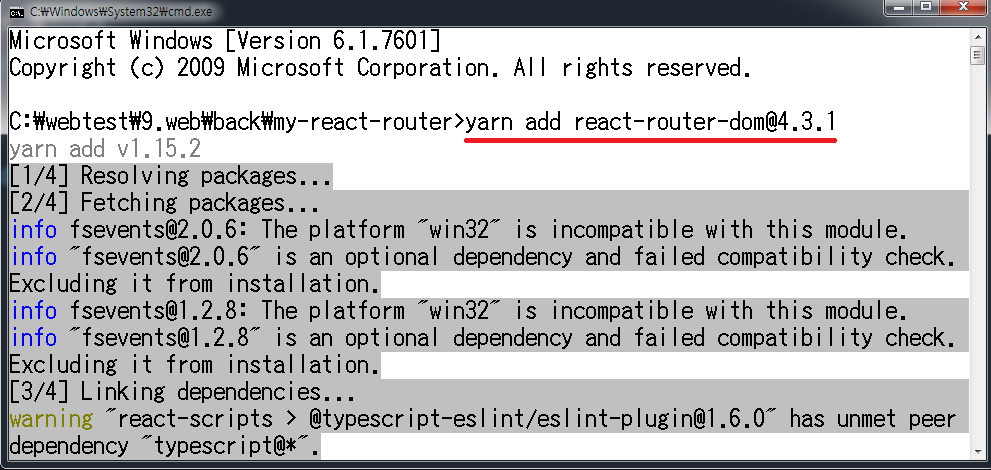 C:₩Windows₩System32₩cmd.exe
Microsoft Windows [Version 6.1.7601]
Copyright (c) 2009 Microsoft Corporation. All rights reserved.
C:₩webtest₩9.web₩back₩my-react-router>yarn add react-router-dom@4.3.1
yarn add v1.15.2
[1/4] Resolving packages...
[2/4] Fetching packages...
info fsevents@2.0.6: The platform "win32" is incompatible with this module.
info "fsevents@2.0.6" is an optional dependency and failed compatibility check.
Excluding it from installation.
info fsevents@1.2.8: The platform "win32" is incompatible with this module.
info "fsevents@1.2.8" is an optional dependency and failed compatibility check.
Excluding it from installation.
[3/4] Linking dependencies...
warning "react-scripts > @typescript-eslint/eslint-plugin@1.6.0" has unmet peer
dependency "typescript@*".